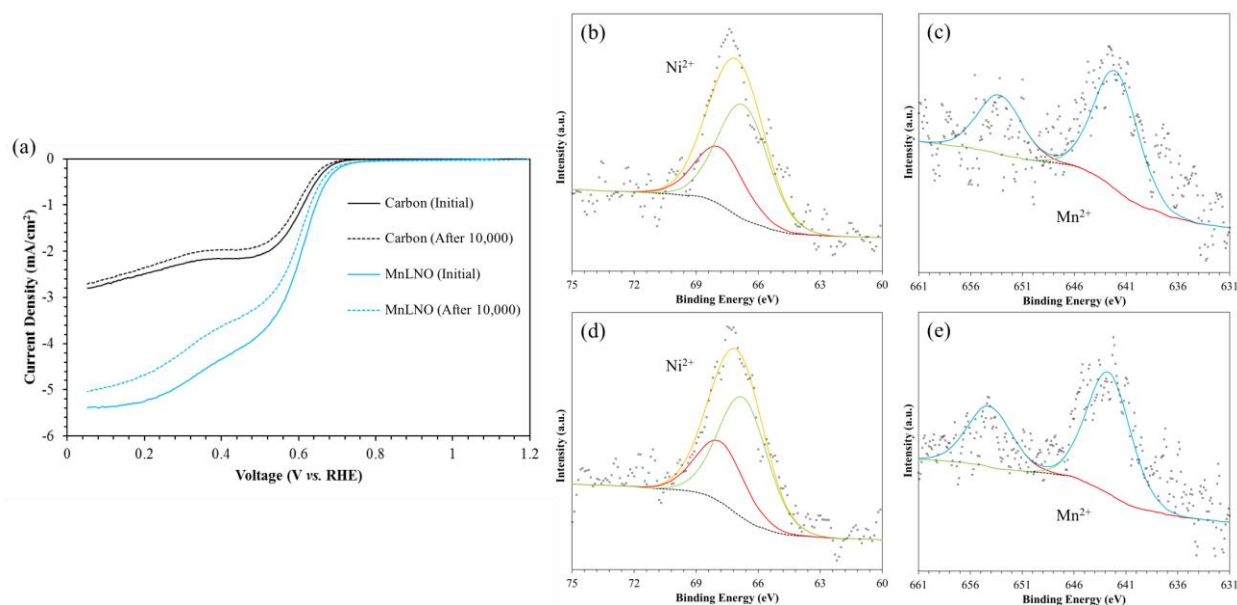 (a)
Current Density (mA/cm²)
0
-1
-2
-3
-4
-5
-6
0
0.2
0.4
0.6
0.8
1
1.2
Voltage (V vs. RHE)
Carbon (Initial)
Carbon (After 10,000)
MnLNO (Initial)
MnLNO (After 10,000)
(b)
Ni²⁺
Intensity (a.u.)
75
72
69
66
63
60
Binding Energy (eV)
(c)
Mn²⁺
Intensity (a.u.)
661
656
651
646
641
636
631
Binding Energy (eV)
(d)
Ni²⁺
Intensity (a.u.)
75
72
69
66
63
60
Binding Energy (eV)
(e)
Mn²⁺
Intensity (a.u.)
661
656
651
646
641
636
631
Binding Energy (eV)